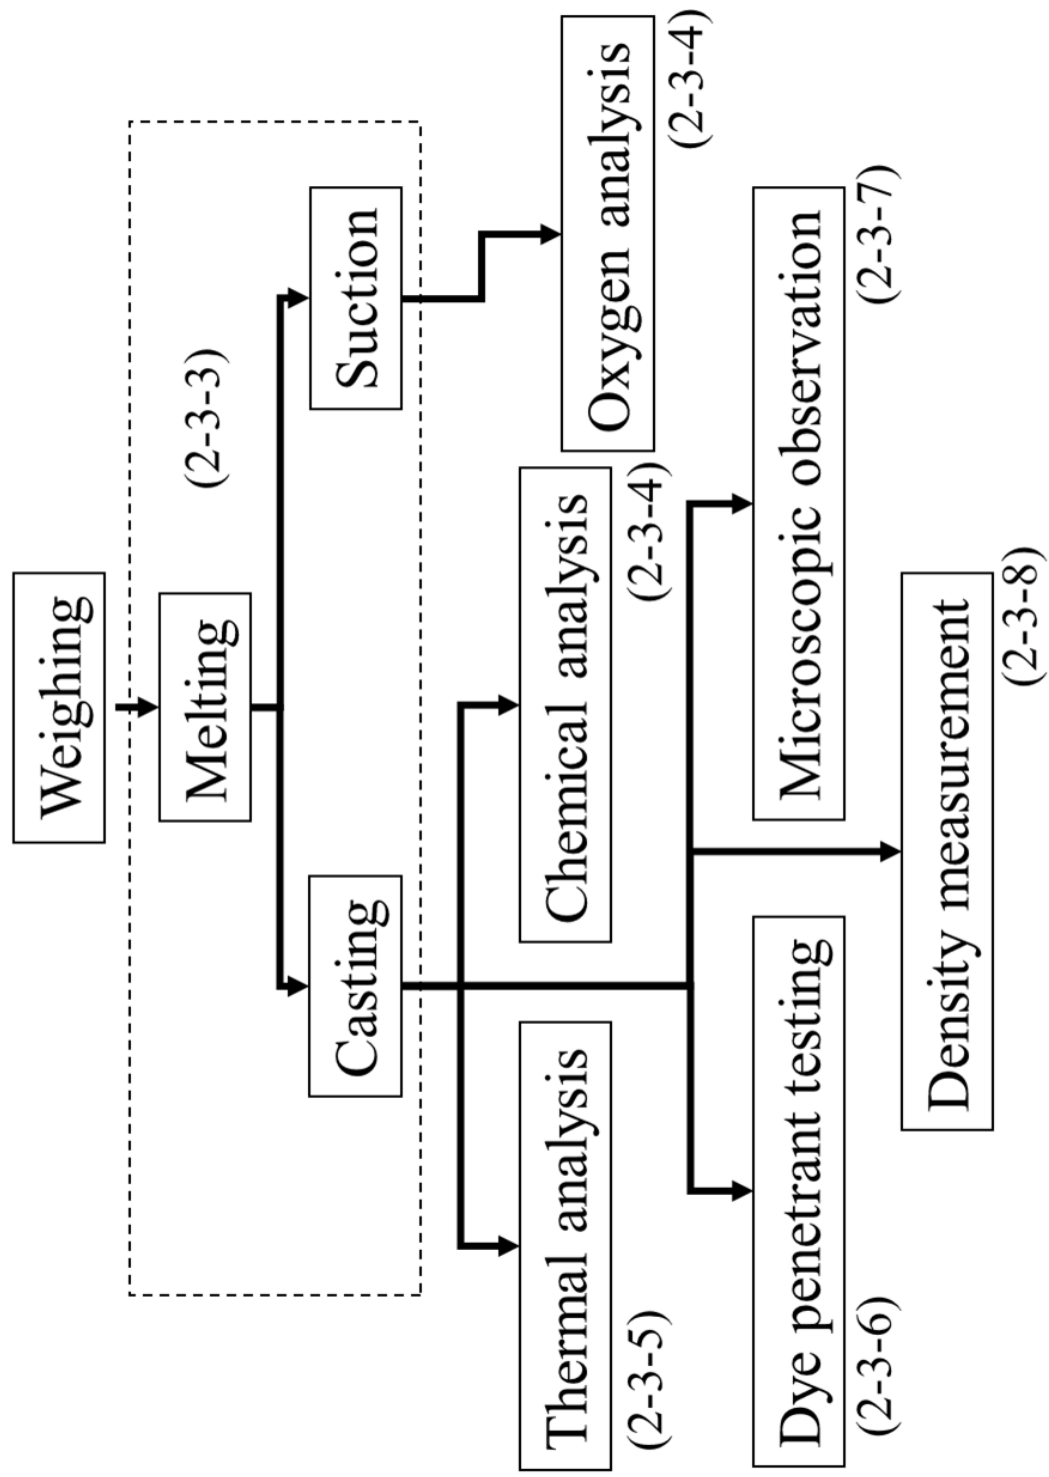 Weighing
Melting
(2-3-3)
Casting
Suction
Thermal analysis
(2-3-5)
Chemical analysis
(2-3-4)
Oxygen analysis
(2-3-4)
Dye penetrant testing
(2-3-6)
Microscopic observation
(2-3-7)
Density measurement
(2-3-8)